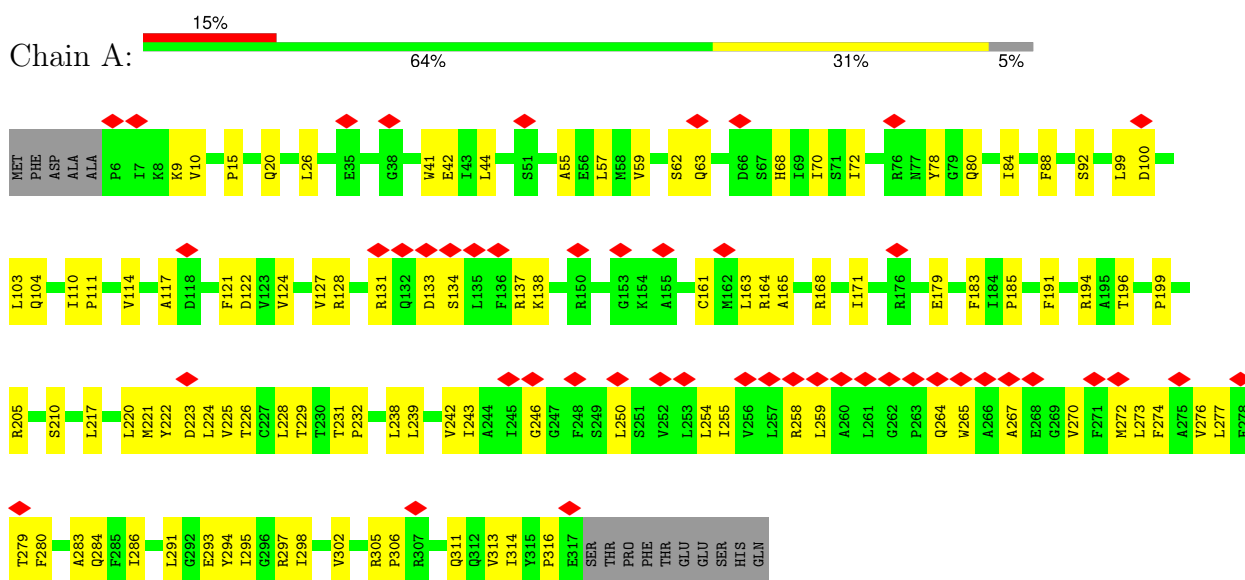 15%
Chain A:
64% 31% 5%
MET PHE ASP ALA ALA P6 I7 K8 K9 V10 P15 Q20 L26 E35 G38 W41 E42 I43 L44 S51 A55 E56 L57 M58 V59 S62 Q63 D66 S67 H68 I69 I70 S71 I72 R76 N77 Y78 G79 Q80 I84 F88 S92 L99 D100
L103 Q104 I110 P111 V114 A117 D118 F121 D122 V123 V124 V127 R128 R131 Q132 D133 S134 L135 F136 R137 K138 R150 G153 K154 A155 C161 M162 L163 R164 A165 R168 I171 R176 E179 F183 I184 P185 F191 R194 A195 T196 P199
R205 S210 L217 L220 M221 Y222 D223 L224 V225 T226 C227 L228 T229 T230 T231 P232 L238 L239 V242 I243 A244 I245 G246 G247 F248 S249 L250 S251 V252 L253 L254 I255 V256 L257 R258 L259 A260 L261 G262 P263 Q264 W265 A266 A267 E268 G269 V270 F271 M272 L273 F274 A275 V276 L277 F278
T279 F280 A283 Q284 F285 I286 L291 G292 E293 Y294 I295 G296 R297 I298 V302 R305 P306 R307 Q311 Q312 V313 I314 Y315 P316 E317 SER THR PRO PHE THR GLU GLU SER HIS GLN